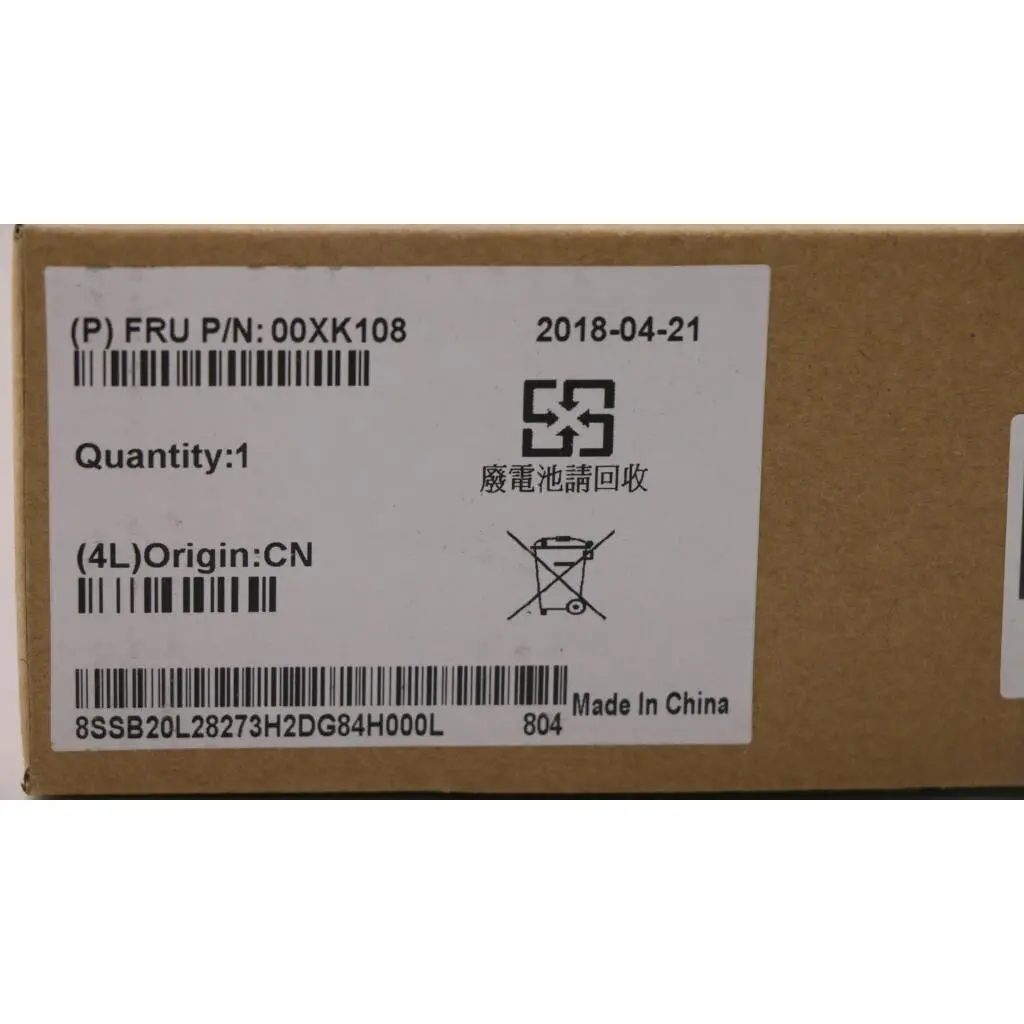 (P) FRU P/N: 00XK108
2018-04-21
Quantity:1
廢電池請回收
(4L)Origin:CN
Made In China
8SSB20L28273H2DG84H000L 804